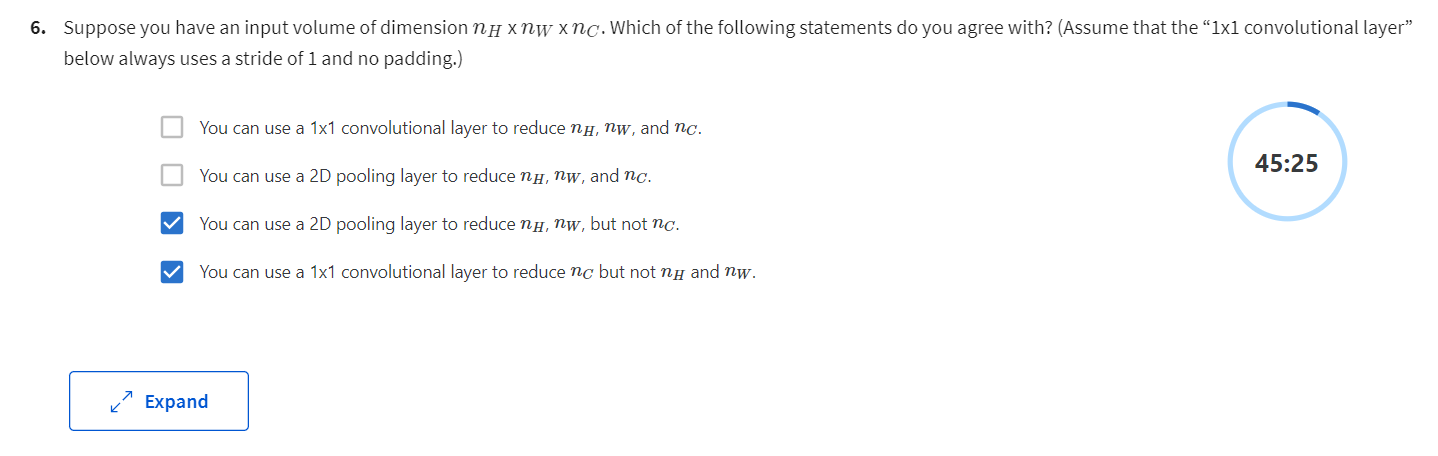 6. Suppose you have an input volume of dimension n_H x n_W x n_C. Which of the following statements do you agree with? (Assume that the “1x1 convolutional layer”
below always uses a stride of 1 and no padding.)
You can use a 1x1 convolutional layer to reduce n_H, n_W, and n_C.
You can use a 2D pooling layer to reduce n_H, n_W, and n_C.
45:25
You can use a 2D pooling layer to reduce n_H, n_W, but not n_C.
You can use a 1x1 convolutional layer to reduce n_C but not n_H and n_W.
Expand